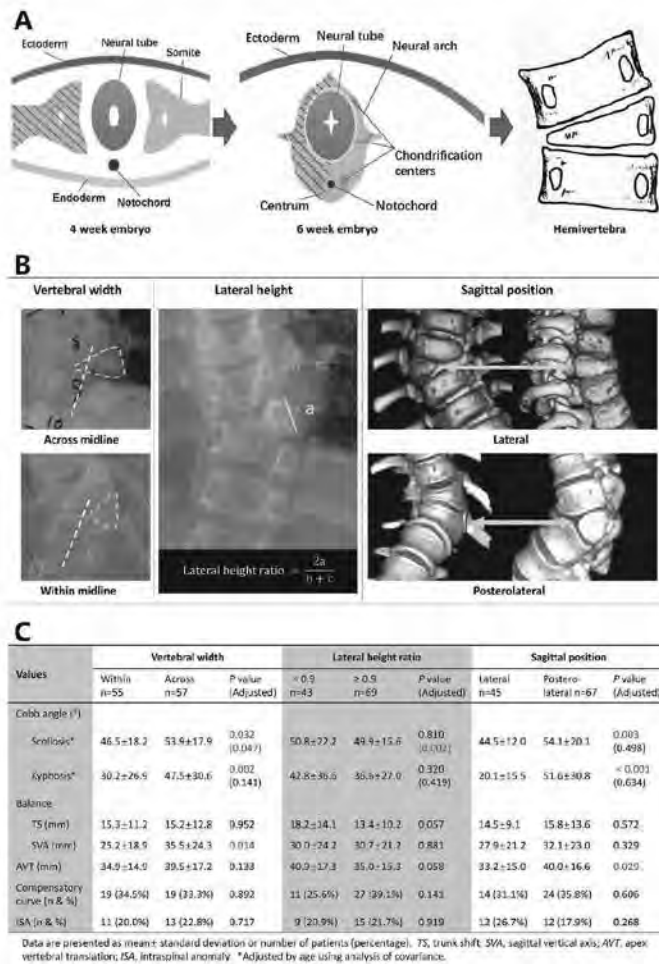 A
Ectoderm
Neural tube
Somite
Endoderm
Notochord
4 week embryo
Ectoderm
Neural tube
Neural arch
Chondrification
centers
Centrum
Notochord
6 week embryo
Hemivertebra
B
Vertebral width
Lateral height
Sagittal position
Across midline
Within midline
a
Lateral height ratio = 2a
b + c
Lateral
Posterolateral
C
Values Vertebral width Lateral height ratio Sagittal position
Within n=55 Across n=57 P value (Adjusted) < 0.9 n=43 ≥ 0.9 n=69 P value (Adjusted) Lateral n=45 Postero-lateral n=67 P value (Adjusted)
Cobb angle (°)
Scoliosis* 46.5±18.2 53.9±17.9 0.032 (0.047) 50.8±22.2 49.9±15.6 0.810 (0.002) 44.5±12.0 54.1±20.1 0.003 (0.498)
Kyphosis* 30.2±26.9 47.5±30.6 0.002 (0.141) 42.8±36.6 36.6±27.0 0.320 (0.419) 20.1±15.5 51.6±30.8 < 0.001 (0.634)
Balance
TS (mm) 15.3±11.2 15.2±12.8 0.952 18.2±14.1 13.4±10.2 0.057 14.5±9.1 15.8±13.6 0.572
SVA (mm) 25.2±18.9 35.5±24.3 0.014 30.0±24.2 30.7±21.2 0.881 27.9±21.2 32.1±23.0 0.329
AVT (mm) 34.9±14.9 39.5±17.2 0.133 40.9±17.3 35.0±15.3 0.058 33.2±15.0 40.0±16.6 0.029
Compensatory curve (n & %) 19 (34.5%) 19 (33.3%) 0.892 11 (25.6%) 27 (39.1%) 0.141 14 (31.1%) 24 (35.8%) 0.606
ISA (n & %) 11 (20.0%) 13 (22.8%) 0.717 9 (20.9%) 15 (21.7%) 0.919 12 (26.7%) 12 (17.9%) 0.268
Data are presented as mean± standard deviation or number of patients (percentage). TS, trunk shift, SVA, sagittal vertical axis; AVT, apex
vertebral translation; ISA, intraspinal anomaly. *Adjusted by age using analysis of covariance.